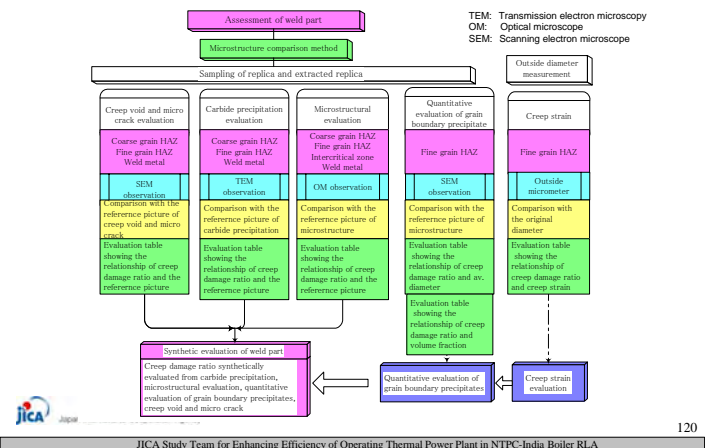 Assessment of weld part
TEM: Transmission electron microscopy
OM: Optical microscope
SEM: Scanning electron microscope
Microstructure comparison method
Sampling of replica and extracted replica
Outside diameter
measurement
Creep void and micro
crack evaluation
Coarse grain HAZ
Fine grain HAZ
Weld metal
SEM
observation
Comparison with the
refernce picture of
creep void and micro
crack
Evaluation table
showing the
relationship of creep
damage ratio and the
refernce picture
Carbide precipitation
evaluation
Coarse grain HAZ
Fine grain HAZ
Weld metal
TEM
observation
Comparison with the
refernce picture of
carbide precipitation
Evaluation table
showing the
relationship of creep
damage ratio and the
refernce picture
Microstructural
evaluation
Coarse grain HAZ
Fine grain HAZ
Intercritical zone
Weld metal
OM observation
Comparison with the
refernce picture of
microstructure
Evaluation table
showing the
relationship of creep
damage ratio and the
refernce picture
Quantitative
evaluation of grain
boundary precipitate
Fine grain HAZ
SEM
observation
Comparison with the
refernce picture of
microstructure
Evaluation table
showing the
relationship of creep
damage ratio and av.
diameter
Evaluation table
showing the
relationship of creep
damage ratio and
volume fraction
Creep strain
Fine grain HAZ
Outside
micrometer
Comparison with
the original
diameter
Evaluation table
showing the
relationship of
creep damage ratio
and creep strain
Synthetic evaluation of weld part
Creep damage ratio synthetically
evaluated from carbide precipitation,
microstructural evaluation, quantitative
evaluation of grain boundary precipitates,
creep void and micro crack
Quantitative evaluation of
grain boundary precipitates
Creep strain
evaluation
jICA
120
JICA Study Team for Enhancing Efficiency of Operating Thermal Power Plant in NTPC-India Boiler RLA